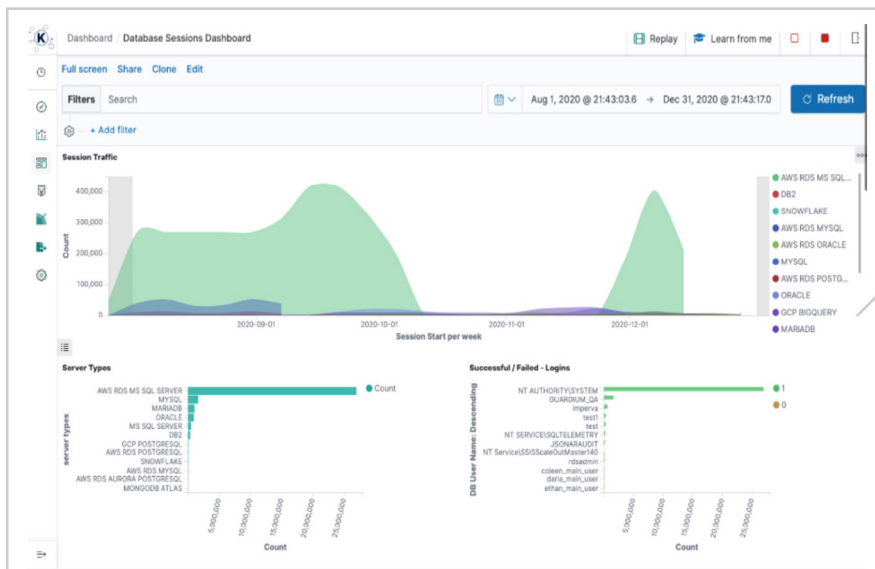 K
Dashboard / Database Sessions Dashboard
Replay
Learn from me
Full screen Share Clone Edit
Filters Search
Aug 1, 2020 @ 21:43:03.6 → Dec 31, 2020 @ 21:43:17.0
Refresh
+ Add filter
Session Traffic
Count
400,000
300,000
200,000
100,000
0
2020-09-01 2020-10-01 2020-11-01 2020-12-01
Session Start per week
AWS RDS MS SQL...
DB2
SNOWFLAKE
AWS RDS MYSQL
AWS RDS ORACLE
MYSQL
AWS RDS POSTG...
ORACLE
GCP BIGQUERY
MARIADB
Server Types
server types
AWS RDS MS SQL SERVER
MYSQL
MARIADB
ORACLE
MS SQL SERVER
DB2
GCP POSTGRESQL
AWS RDS POSTGRESQL
SNOWFLAKE
AWS RDS MYSQL
AWS RDS AURORA POSTGRESQL
MONGODB ATLAS
5,000,000 10,000,000 15,000,000 20,000,000 25,000,000
Count
Count
Successful / Failed - Logins
DB User Name: Descending
NT AUTHORITY\SYSTEM
GUARDIUM_QA
imperva
test1
test
NT SERVICE\SQLTELEMETRY
JSONARAUDIT
NT Service\SSISScaleOutMaster140
rdsadmin
coleen_main_user
daria_main_user
ethan_main_user
5,000,000 10,000,000 15,000,000 20,000,000 25,000,000
Count
1
0